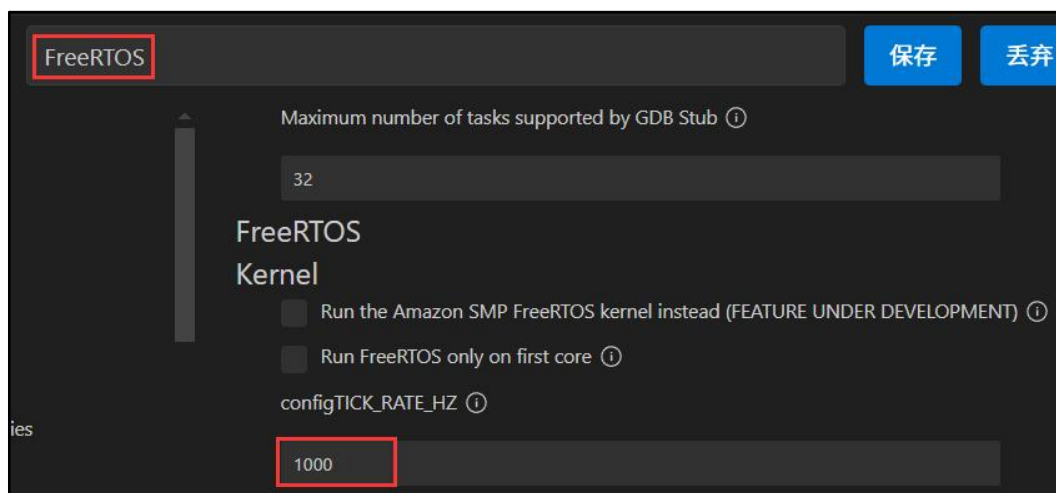 FreeRTOS
保存
丢弃
Maximum number of tasks supported by GDB Stub
32
FreeRTOS
Kernel
Run the Amazon SMP FreeRTOS kernel instead (FEATURE UNDER DEVELOPMENT)
Run FreeRTOS only on first core
configTICK_RATE_HZ
ies
1000